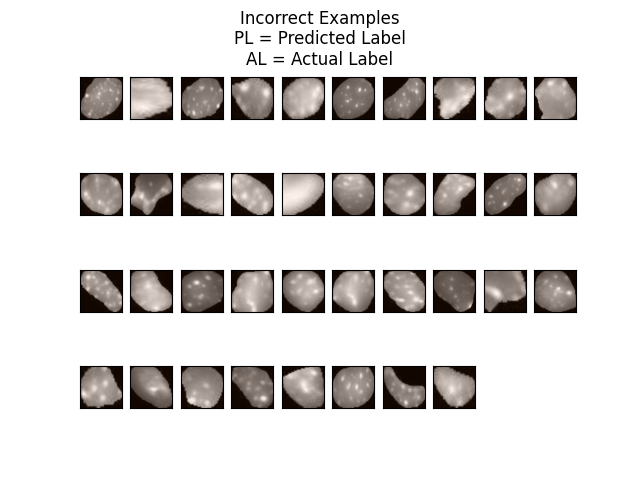 Incorrect Examples
PL = Predicted Label
AL = Actual Label